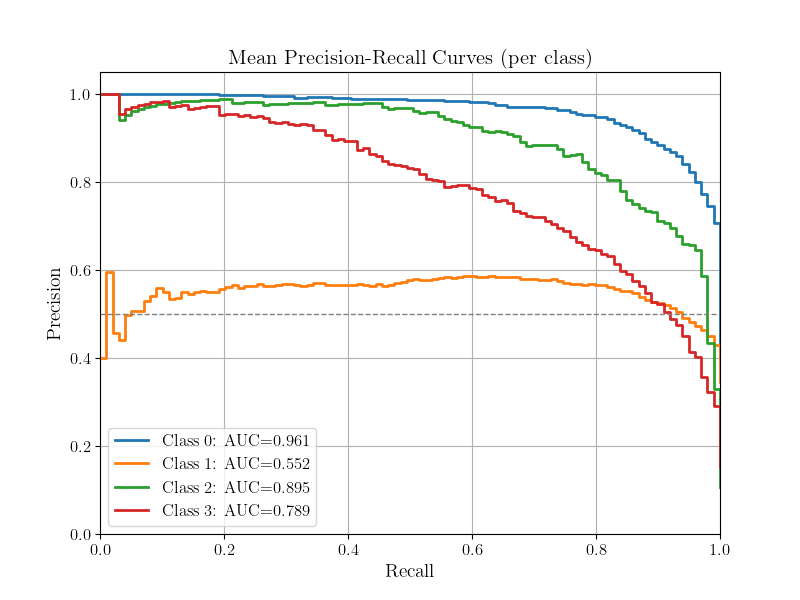 Mean Precision-Recall Curves (per class)
1.0
0.8
0.6
0.4
0.2
0.0
Precision
Class 0: AUC=0.961
Class 1: AUC=0.552
Class 2: AUC=0.895
Class 3: AUC=0.789
0.0 0.2 0.4 0.6 0.8 1.0
Recall